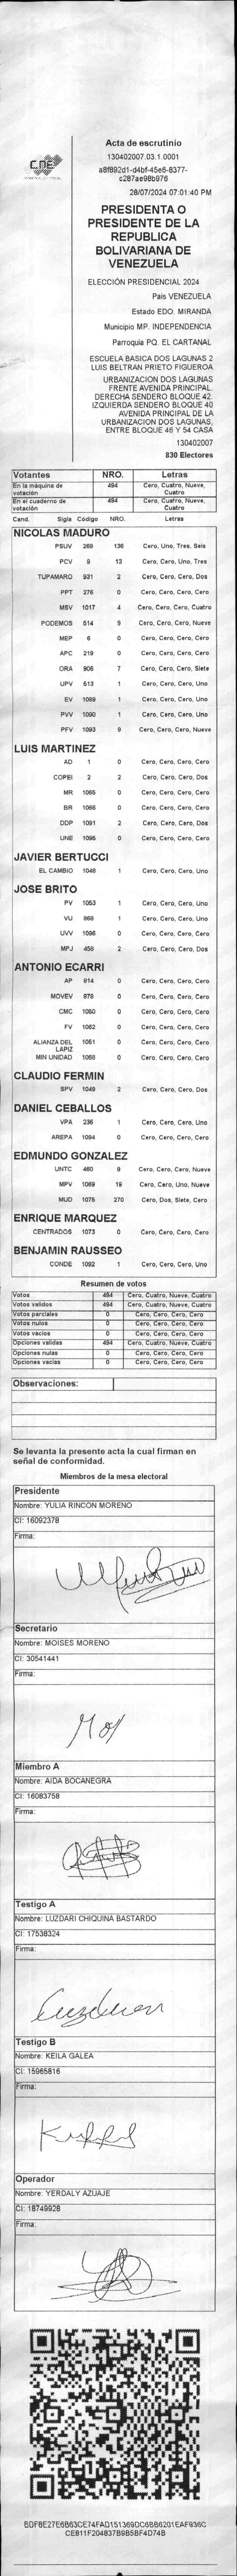 CNE
Acta de escrutinio
130402007.03.1.0001
a8f892d1-d4bf-45e6-8377-
c287ae98b976
28/07/2024 07:01:40 PM
PRESIDENTA O
PRESIDENTE DE LA
REPUBLICA
BOLIVARIANA DE
VENEZUELA
ELECCIÓN PRESIDENCIAL 2024
Pais VENEZUELA
Estado EDO. MIRANDA
Municipio MP. INDEPENDENCIA
Parroquia PQ. EL CARTANAL
ESCUELA BASICA DOS LAGUNAS 2
LUIS BELTRAN PRIETO FIGUEROA
URBANIZACION DOS LAGUNAS
FRENTE AVENIDA PRINCIPAL.
DERECHA SENDERO BLOQUE 42.
IZQUIERDA SENDERO BLOQUE 40
AVENIDA PRINCIPAL DE LA
URBANIZACION DOS LAGUNAS,
ENTRE BLOQUE 46 Y 54 CASA
130402007
830 Electores
Votantes NRO. Letras
En la máquina de votación 494 Cero, Cuatro, Nueve, Cuatro
En el cuaderno de votación 494 Cero, Cuatro, Nueve, Cuatro
Cand. Sigla Código NRO. Letras
NICOLAS MADURO
PSUV 269 136 Cero, Uno, Tres, Seis
PCV 9 13 Cero, Cero, Uno, Tres
TUPAMARO 931 2 Cero, Cero, Cero, Dos
PPT 276 0 Cero, Cero, Cero, Cero
MSV 1017 4 Cero, Cero, Cero, Cuatro
PODEMOS 514 9 Cero, Cero, Cero, Nueve
MEP 6 0 Cero, Cero, Cero, Cero
APC 219 0 Cero, Cero, Cero, Cero
ORA 906 7 Cero, Cero, Cero, Siete
UPV 613 1 Cero, Cero, Cero, Uno
EV 1089 1 Cero, Cero, Cero, Uno
PVV 1090 1 Cero, Cero, Cero, Uno
PFV 1093 9 Cero, Cero, Cero, Nueve
LUIS MARTINEZ
AD 1 0 Cero, Cero, Cero, Cero
COPEI 2 2 Cero, Cero, Cero, Dos
MR 1065 0 Cero, Cero, Cero, Cero
BR 1066 0 Cero, Cero, Cero, Cero
DDP 1091 2 Cero, Cero, Cero, Dos
UNE 1096 0 Cero, Cero, Cero, Cero
JAVIER BERTUCCI
EL CAMBIO 1048 1 Cero, Cero, Cero, Uno
JOSE BRITO
PV 1053 1 Cero, Cero, Cero, Uno
VU 868 1 Cero, Cero, Cero, Uno
UVV 1096 0 Cero, Cero, Cero, Cero
MPJ 458 2 Cero, Cero, Cero, Dos
ANTONIO ECARRI
AP 814 0 Cero, Cero, Cero, Cero
MOVEV 878 0 Cero, Cero, Cero, Cero
CMC 1050 0 Cero, Cero, Cero, Cero
FV 1062 0 Cero, Cero, Cero, Cero
ALIANZA DEL LAPIZ 1051 0 Cero, Cero, Cero, Cero
MIN UNIDAD 1068 0 Cero, Cero, Cero, Cero
CLAUDIO FERMIN
SPV 1049 2 Cero, Cero, Cero, Dos
DANIEL CEBALLOS
VPA 236 1 Cero, Cero, Cero, Uno
AREPA 1094 0 Cero, Cero, Cero, Cero
EDMUNDO GONZALEZ
UNTC 460 9 Cero, Cero, Cero, Nueve
MPV 1069 19 Cero, Cero, Uno, Nueve
MUD 1076 270 Cero, Dos, Siete, Cero
ENRIQUE MARQUEZ
CENTRADOS 1073 0 Cero, Cero, Cero, Cero
BENJAMIN RAUSSEO
CONDE 1092 1 Cero, Cero, Cero, Uno
Resumen de votos
Votos 494 Cero, Cuatro, Nueve, Cuatro
Votos validos 494 Cero, Cuatro, Nueve, Cuatro
Votos parciales 0 Cero, Cero, Cero, Cero
Votos nulos 0 Cero, Cero, Cero, Cero
Votos vacios 0 Cero, Cero, Cero, Cero
Opciones validas 494 Cero, Cuatro, Nueve, Cuatro
Opciones nulas 0 Cero, Cero, Cero, Cero
Opciones vacias 0 Cero, Cero, Cero, Cero
Observaciones:
Se levanta la presente acta la cual firman en
señal de conformidad.
Miembros de la mesa electoral
Presidente
Nombre: YULIA RINCON MORENO
CI: 16092378
Firma:
Secretario
Nombre: MOISES MORENO
CI: 30541441
Firma:
Miembro A
Nombre: AIDA BOCANEGRA
CI: 16083758
Firma:
Testigo A
Nombre: LUZDARI CHIQUINA BASTARDO
CI: 17538324
Firma:
Testigo B
Nombre: KEILA GALEA
CI: 15965816
Firma:
Operador
Nombre: YERDALY AZUAJE
CI: 18749928
Firma:
BDF8E27E6B63CE74FAD151369DC6BB6201EAF936C
CE811F204837B9B5BF4D74B